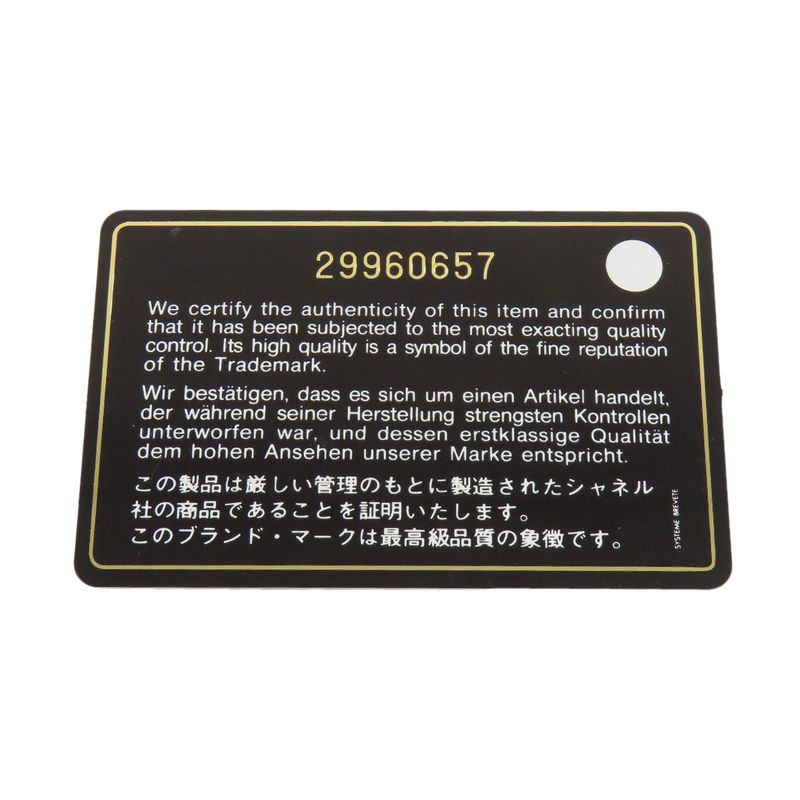 29960657
We certify the authenticity of this item and confirm
that it has been subjected to the most exacting quality
control. Its high quality is a symbol of the fine reputation
of the Trademark.
Wir bestätigen, dass es sich um einen Artikel handelt,
der während seiner Herstellung strengsten Kontrollen
unterworfen war, und dessen erstklassige Qualität
dem hohen Ansehen unserer Marke entspricht.
この製品は厳しい管理のもとに製造されたシャネル
社の商品であることを証明いたします。
このブランド・マークは最高級品質の象徴です。
SYSTEME BREVETE